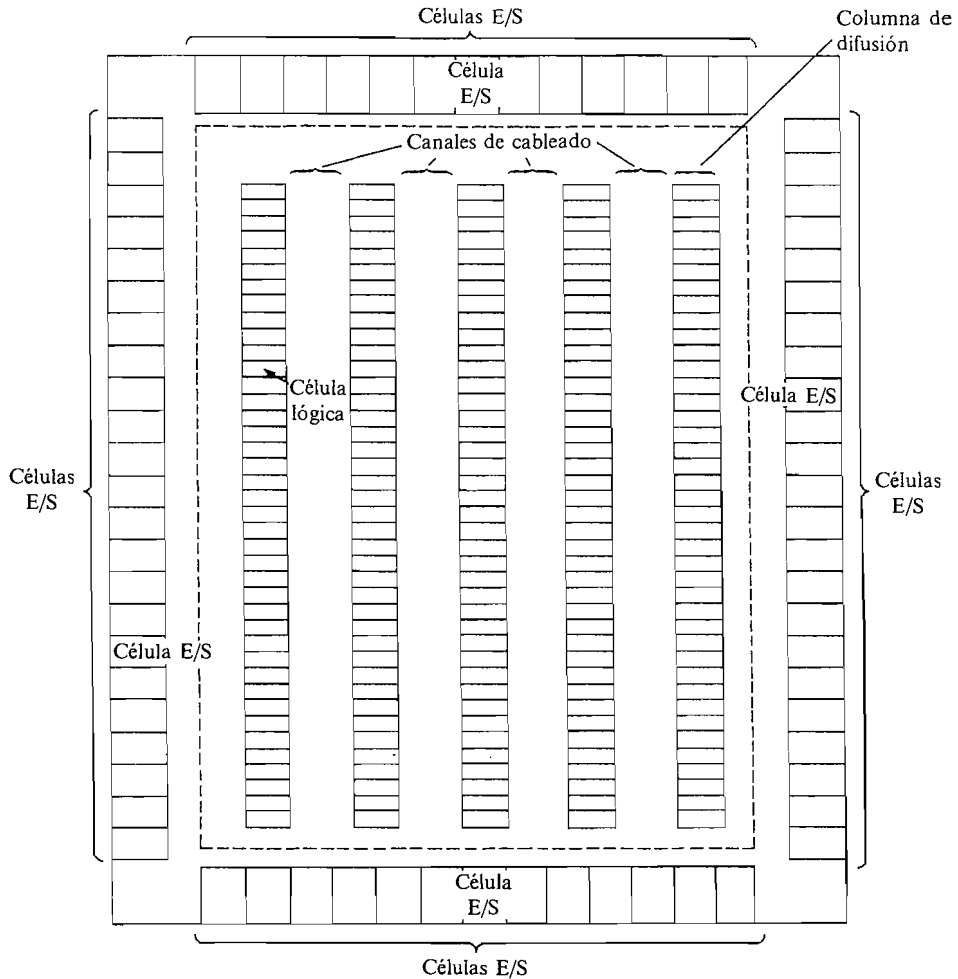 Células E/S
Columna de
difusión
Célula
E/S
Canales de cableado
Célula
lógica
Célula E/S
Células
E/S
Células
E/S
Célula E/S
Célula
E/S
Células E/S